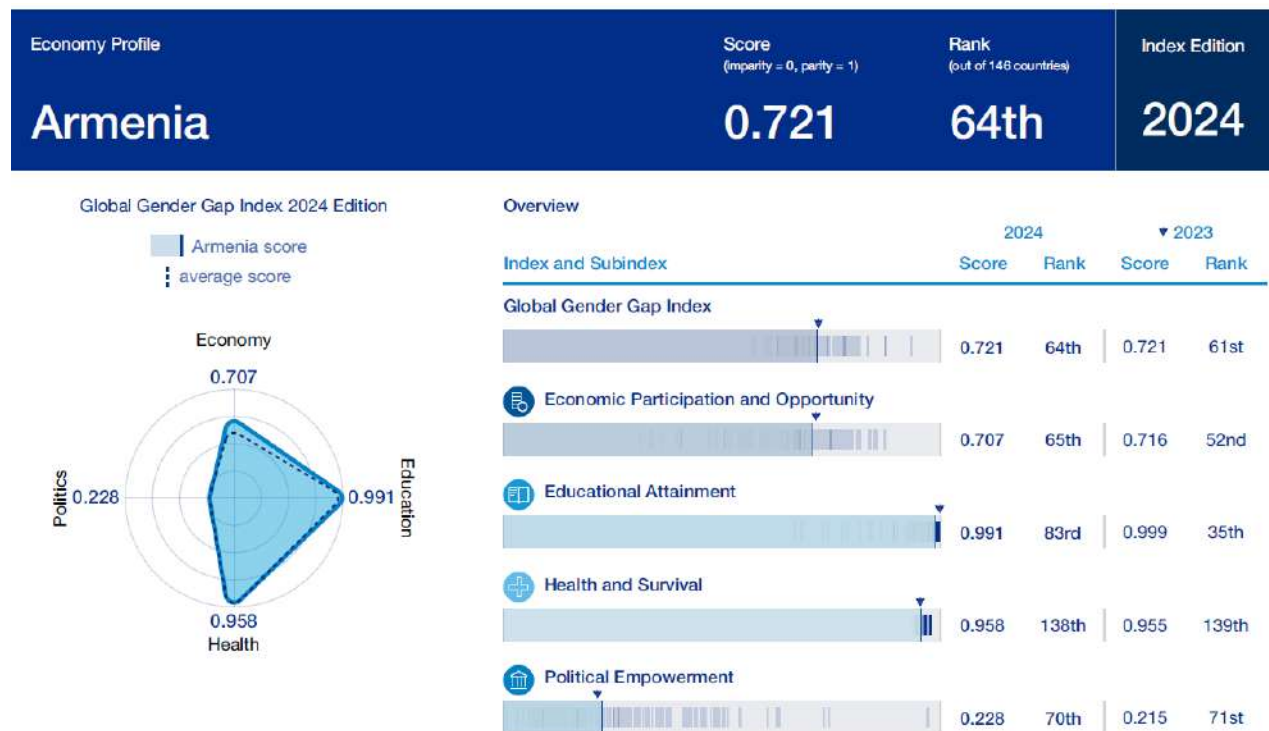 Economy Profile
Score
(imparity = 0, parity = 1)
Rank
(out of 146 countries)
Index Edition
Armenia
0.721
64th
2024
Global Gender Gap Index 2024 Edition
Armenia score
average score
Economy
0.707
Politics
0.228
0.991
Education
0.958
Health
Overview
2024
2023
Index and Subindex
Score Rank Score Rank
Global Gender Gap Index
0.721 64th 0.721 61st
Economic Participation and Opportunity
0.707 65th 0.716 52nd
Educational Attainment
0.991 83rd 0.999 35th
Health and Survival
0.958 138th 0.955 139th
Political Empowerment
0.228 70th 0.215 71st